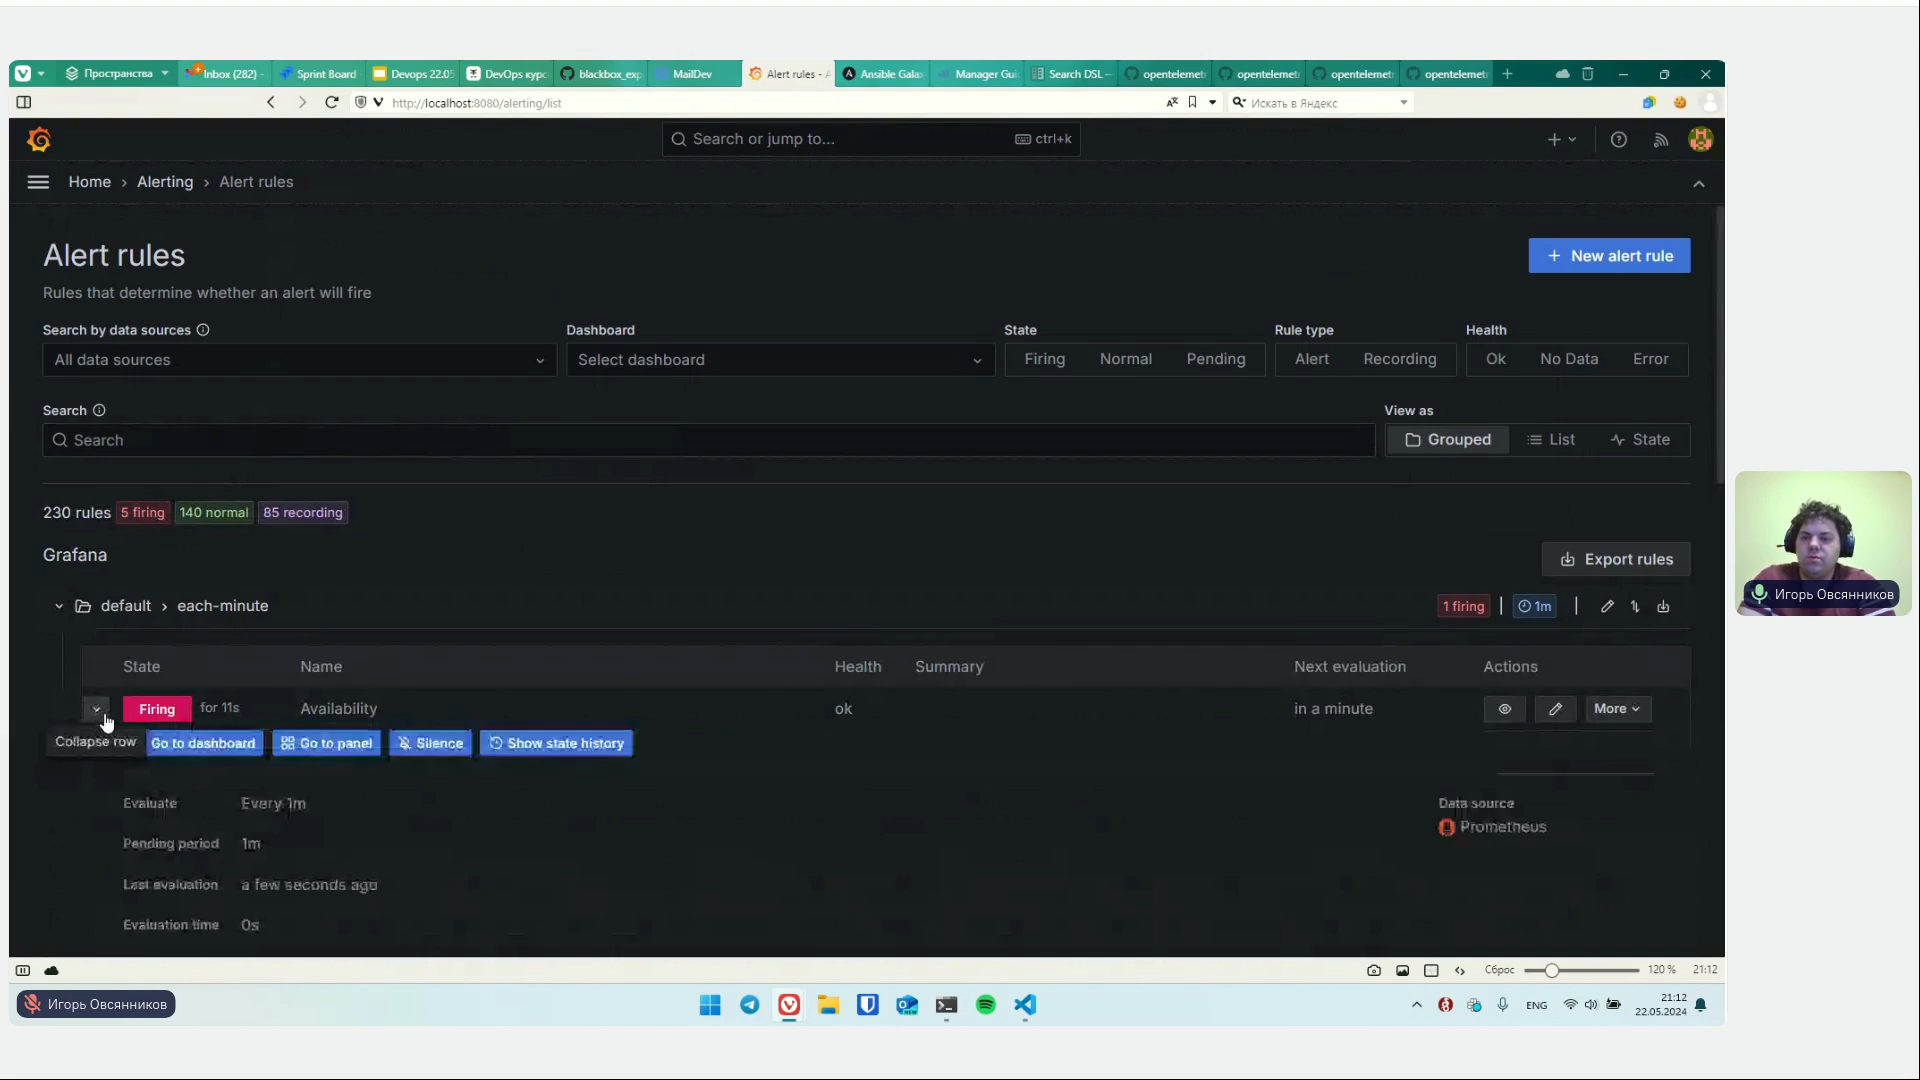 Пространства
Inbox (282) -
Sprint Board
Devops 22.05
DevOps курс
blackbox_exp
MailDev
Alert rules -
Ansible Gala
Manager Gui
Search DSL –
opentelemet
opentelemet
opentelemet
opentelemet
http://localhost:8080/alerting/list
Искать в Яндекс
Search or jump to...
ctrl+k
Home › Alerting › Alert rules
Alert rules
New alert rule
Rules that determine whether an alert will fire
Search by data sources
Dashboard
State
Rule type
Health
All data sources
Select dashboard
Firing Normal Pending
Alert Recording
Ok No Data Error
Search
View as
Search
Grouped List State
230 rules 5 firing 140 normal 85 recording
Grafana
Export rules
default › each-minute
1 firing | 1m |
State Name Health Summary Next evaluation Actions
Firing for 11s Availability ok in a minute More
Collapse row Go to dashboard Go to panel Silence Show state history
Evaluate Every 1m
Data source
Prometheus
Pending period 1m
Last evaluation a few seconds ago
Evaluation time 0s
Игорь Овсянников
Сброс 120 % 21:12
Игорь Овсянников
ENG
21:12
22.05.2024